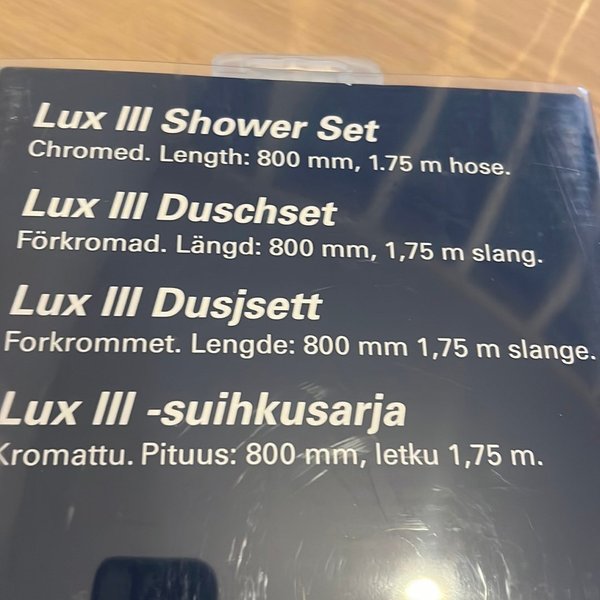 Lux III Shower Set
Chromed. Length: 800 mm, 1.75 m hose.
Lux III Duschset
Förkromad. Längd: 800 mm, 1,75 m slang.
Lux III Dusjsett
Forkrommet. Lengde: 800 mm 1,75 m slange.
Lux III -suihkusarja
Kromattu. Pituus: 800 mm, letku 1,75 m.